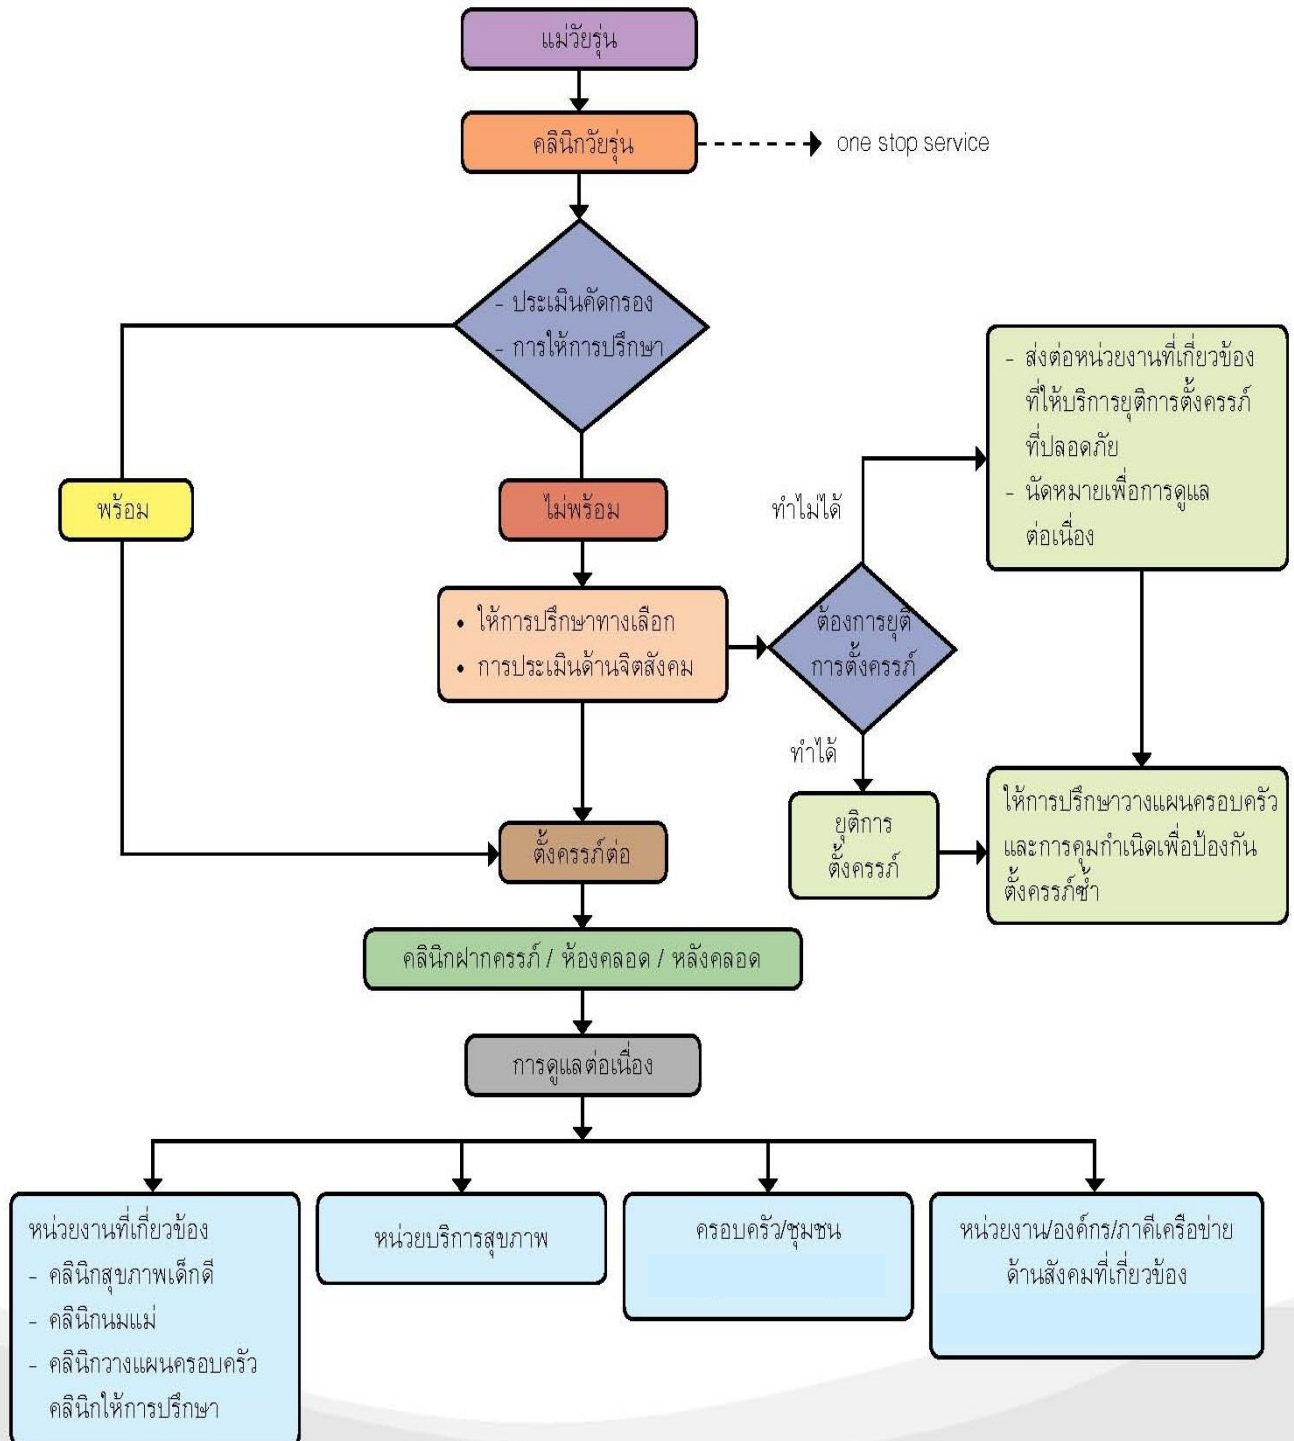 แม่วัยรุ่น
คลินิกวัยรุ่น
one stop service
- ประเมินคัดกรอง
- การให้การปรึกษา
พร้อม
ไม่พร้อม
• ให้การปรึกษาทางเลือก
• การประเมินด้านจิตสังคม
ต้องการยุติ
การตั้งครรภ์
ทำไม่ได้
- ส่งต่อหน่วยงานที่เกี่ยวข้อง
ที่ให้บริการยุติการตั้งครรภ์
ที่ปลอดภัย
- นัดหมายเพื่อการดูแล
ต่อเนื่อง
ทำได้
ยุติการ
ตั้งครรภ์
ให้การปรึกษาวางแผนครอบครัว
และการคุมกำเนิดเพื่อป้องกัน
ตั้งครรภ์ซ้ำ
ตั้งครรภ์ต่อ
คลินิกฝากครรภ์ / ห้องคลอด / หลังคลอด
การดูแลต่อเนื่อง
หน่วยงานที่เกี่ยวข้อง
- คลินิกสุขภาพเด็กดี
- คลินิกนมแม่
- คลินิกวางแผนครอบครัว
คลินิกให้การปรึกษา
หน่วยบริการสุขภาพ
ครอบครัว/ชุมชน
หน่วยงาน/องค์กร/ภาคีเครือข่าย
ด้านสังคมที่เกี่ยวข้อง